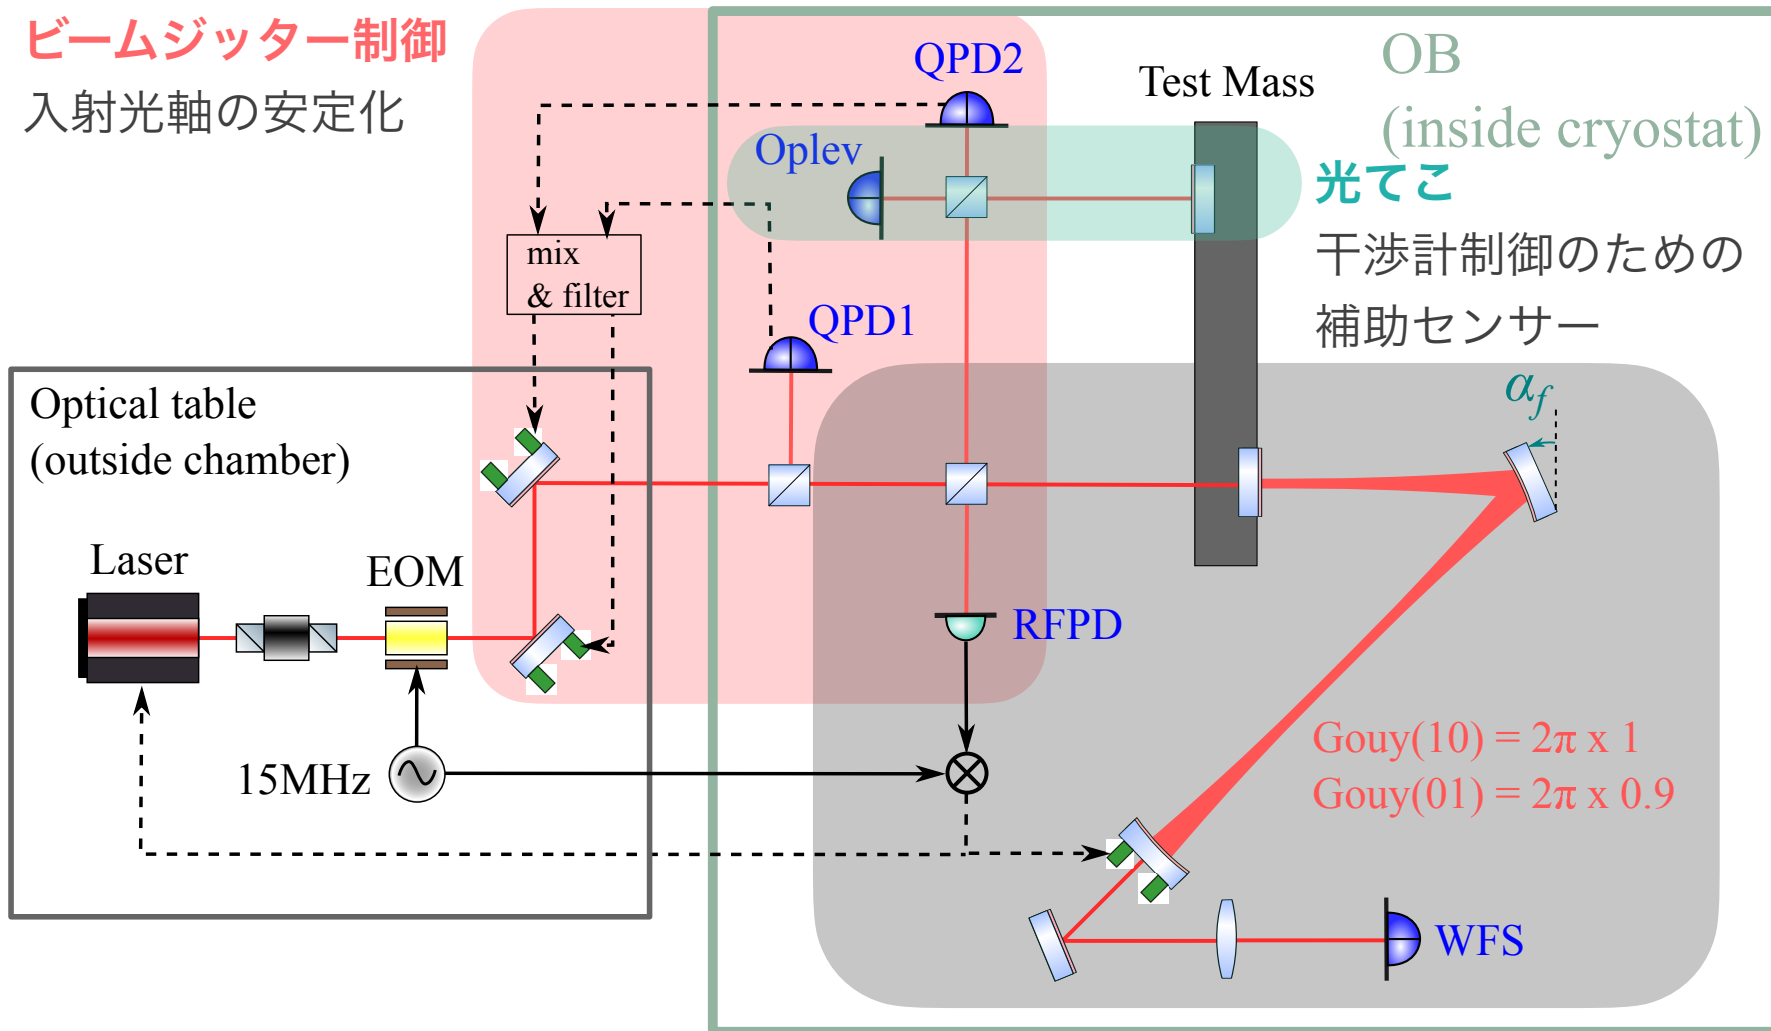 ビームジッター制御
入射光軸の安定化
QPD2
Test Mass
OB
(inside cryostat)
Oplev
光てこ
干渉計制御のための
補助センサー
mix
& filter
QPD1
Optical table
(outside chamber)
αf
Laser
EOM
RFPD
15MHz
Gouy(10) = 2π x 1
Gouy(01) = 2π x 0.9
WFS